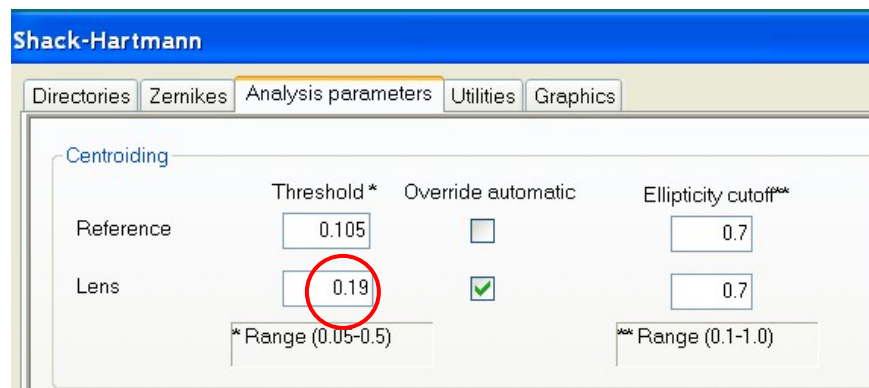 Shack-Hartmann
Directories Zernikes Analysis parameters Utilities Graphics
Centroiding
Threshold * Override automatic Ellipticity cutoff**
Reference 0.105 0.7
Lens 0.19 0.7
* Range (0.05-0.5) ** Range (0.1-1.0)